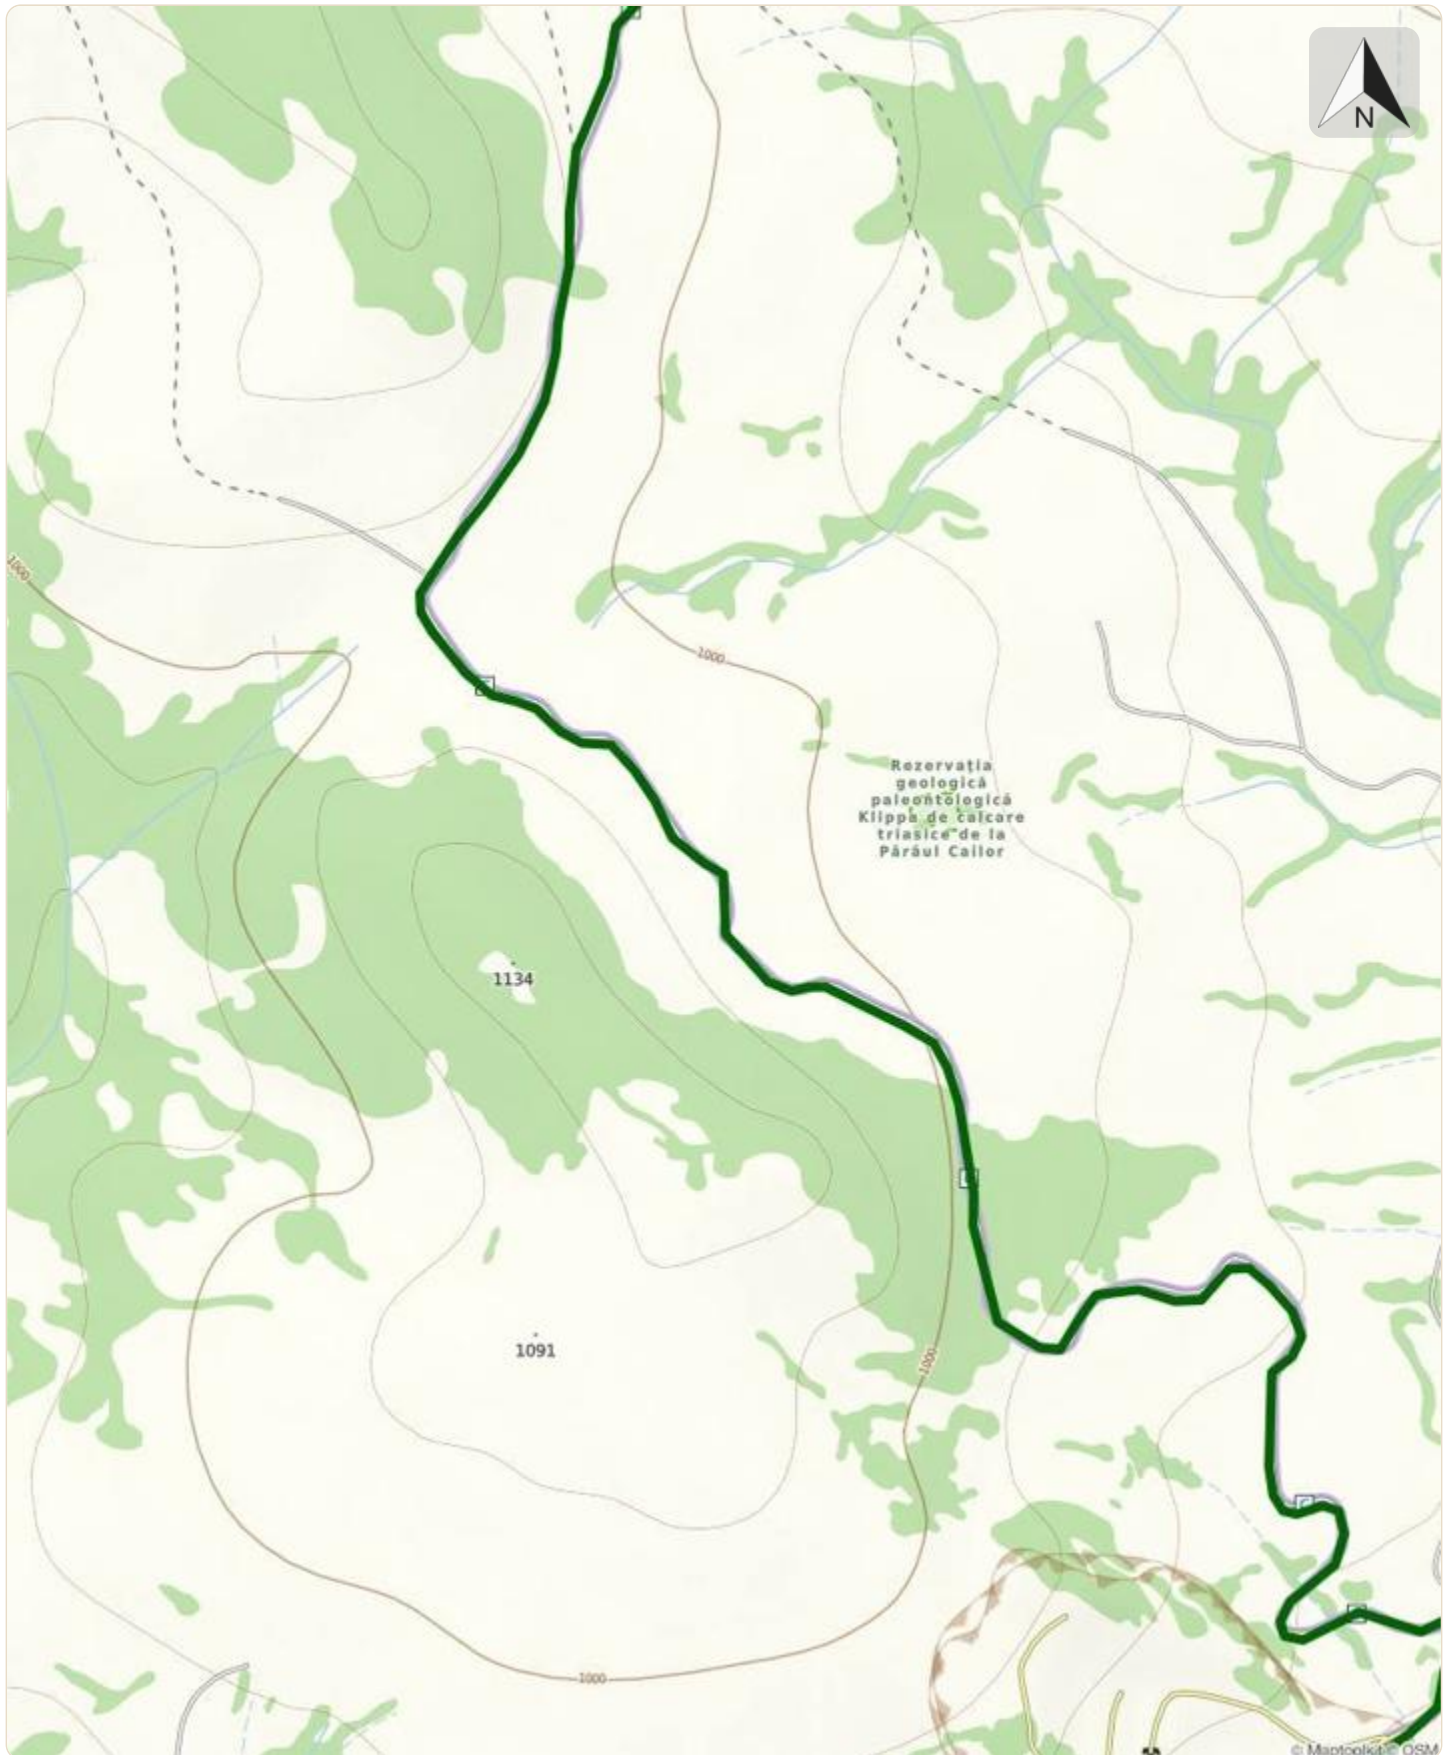 N
1000
1000
Rezervația
geologică
paleontologică
Klippa de calcare
triasice de la
Pârâul Cailor
1134
1091
1000
1000
© Maptoolkit © OSM